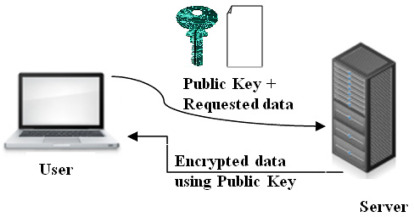 Public Key +
Requested data
User
Encrypted data
using Public Key
Server